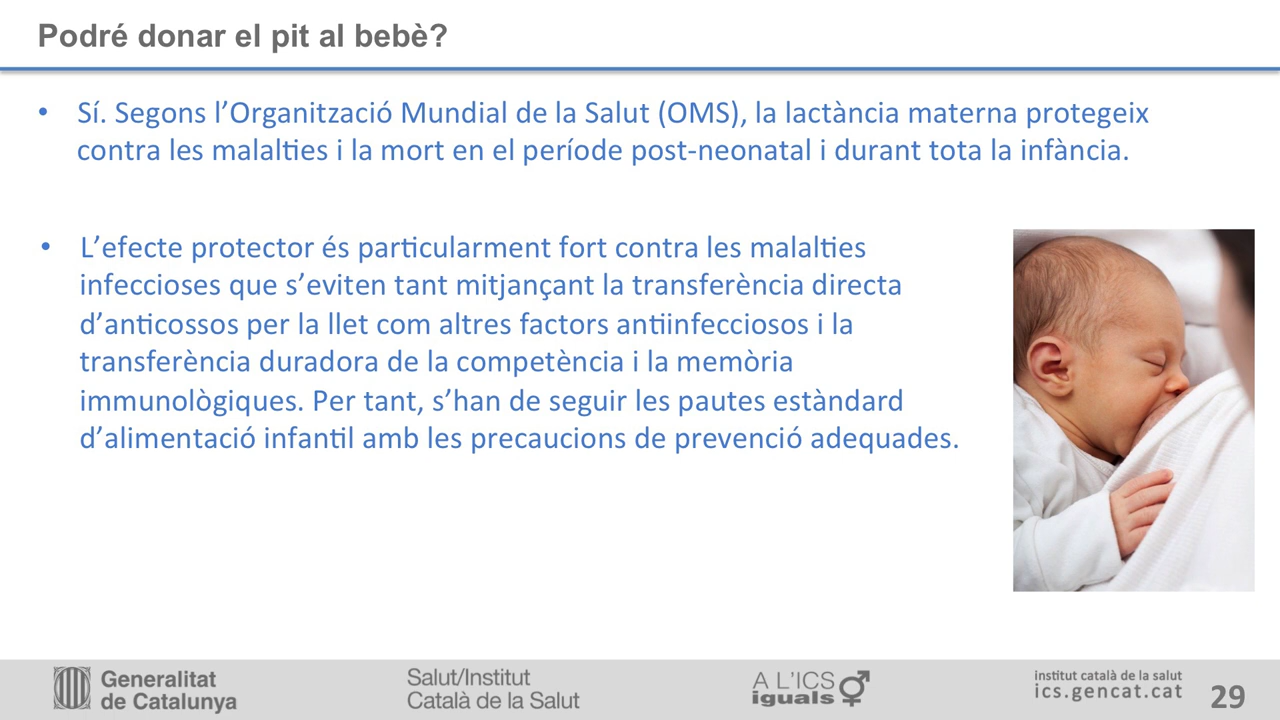 Podré donar el pit al bebè?
• Sí. Segons l’Organització Mundial de la Salut (OMS), la lactància materna protegeix
contra les malalties i la mort en el període post-neonatal i durant tota la infància.
• L’efecte protector és particularment fort contra les malalties
infeccioses que s’eviten tant mitjançant la transferència directa
d’anticossos per la llet com altres factors antiinfecciosos i la
transferència duradora de la competència i la memòria
immunològiques. Per tant, s’han de seguir les pautes estàndard
d’alimentació infantil amb les precaucions de prevenció adequades.
Generalitat
de Catalunya
Salut/Institut
Català de la Salut
A L'ICS
iguals
institut català de la salut
ics.gencat.cat
29